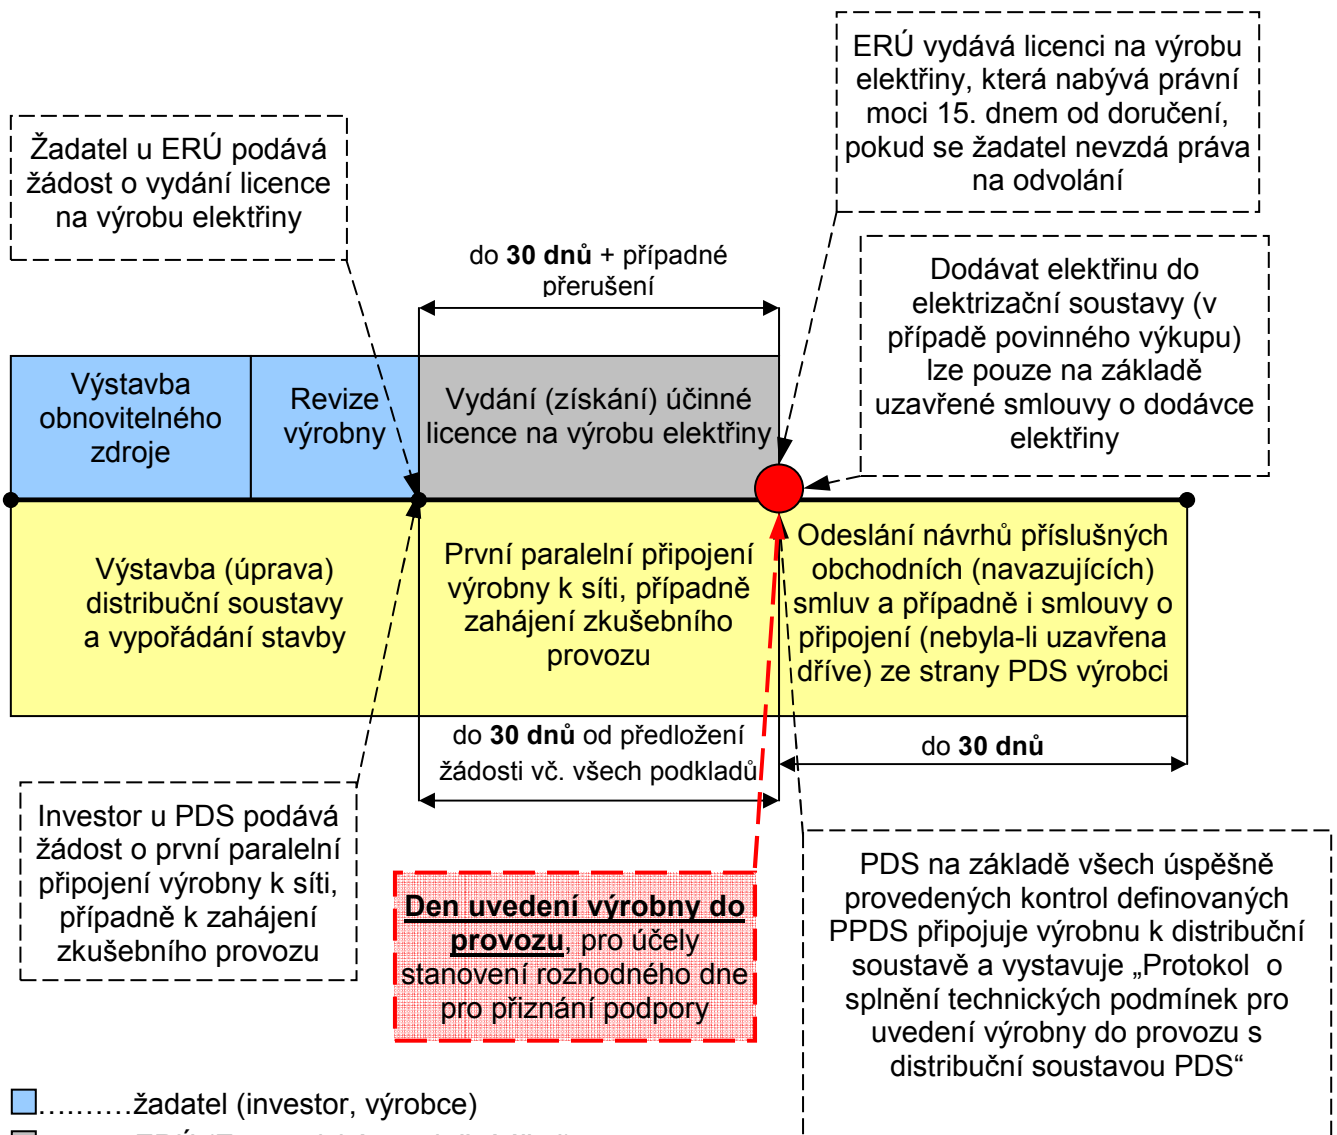 ERÚ vydává licenci na výrobu
elektřiny, která nabývá právní
moci 15. dnem od doručení,
pokud se žadatel nevzdá práva
na odvolání
Žadatel u ERÚ podává
žádost o vydání licence
na výrobu elektřiny
do 30 dnů + případné
přerušení
Dodávat elektřinu do
elektrizační soustavy (v
případě povinného výkupu)
lze pouze na základě
uzavřené smlouvy o dodávce
elektřiny
Výstavba
obnovitelného
zdroje
Revize
výrobny
Vydání (získání) účinné
licence na výrobu elektřiny
Výstavba (úprava)
distribuční soustavy
a vypořádání stavby
První paralelní připojení
výrobny k síti, případně
zahájení zkušebního
provozu
Odeslání návrhů příslušných
obchodních (navazujících)
smluv a případně i smlouvy o
připojení (nebyla-li uzavřena
dříve) ze strany PDS výrobci
do 30 dnů od předložení
žádosti vč. všech podkladů
do 30 dnů
Investor u PDS podává
žádost o první paralelní
připojení výrobny k síti,
případně k zahájení
zkušebního provozu
Den uvedení výrobny do
provozu, pro účely
stanovení rozhodného dne
pro přiznání podpory
PDS na základě všech úspěšně
provedených kontrol definovaných
PPDS připojuje výrobnu k distribuční
soustavě a vystavuje „Protokol o
splnění technických podmínek pro
uvedení výrobny do provozu s
distribuční soustavou PDS“
..........žadatel (investor, výrobce)